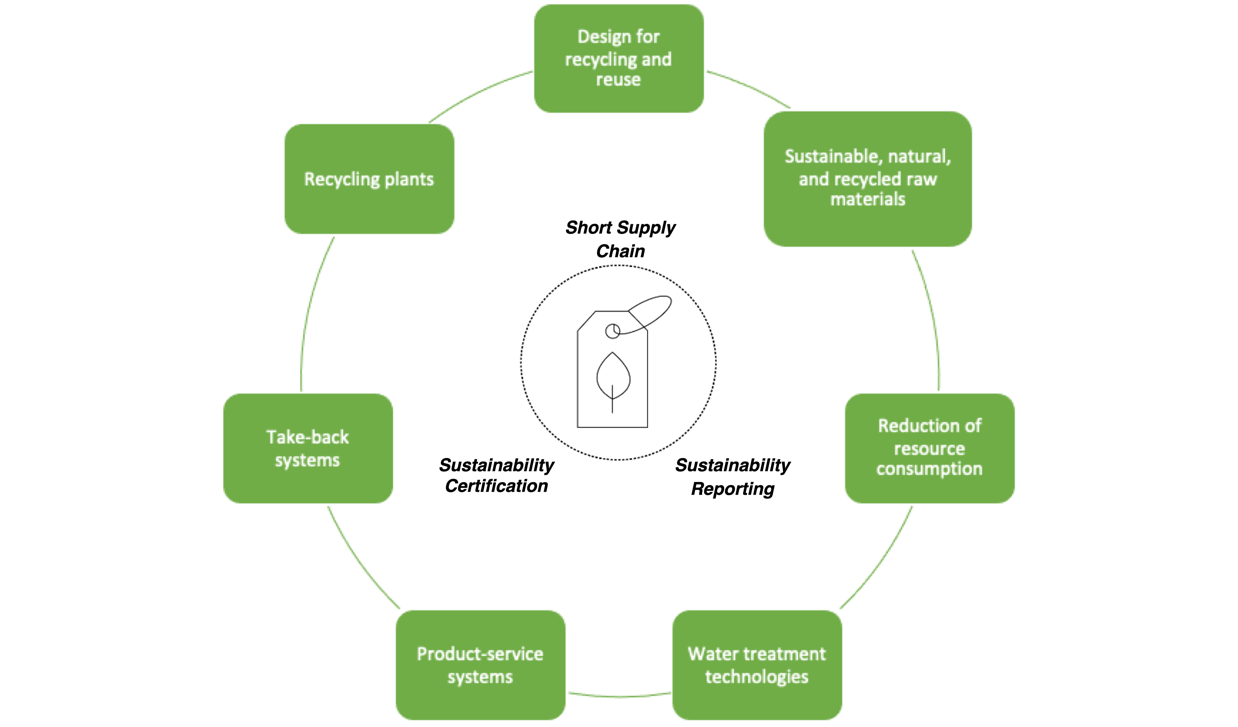 Design for
recycling and
reuse
Sustainable, natural,
and recycled raw
materials
Recycling plants
Short Supply
Chain
Take-back
systems
Reduction of
resource
consumption
Sustainability
Certification
Sustainability
Reporting
Product-service
systems
Water treatment
technologies